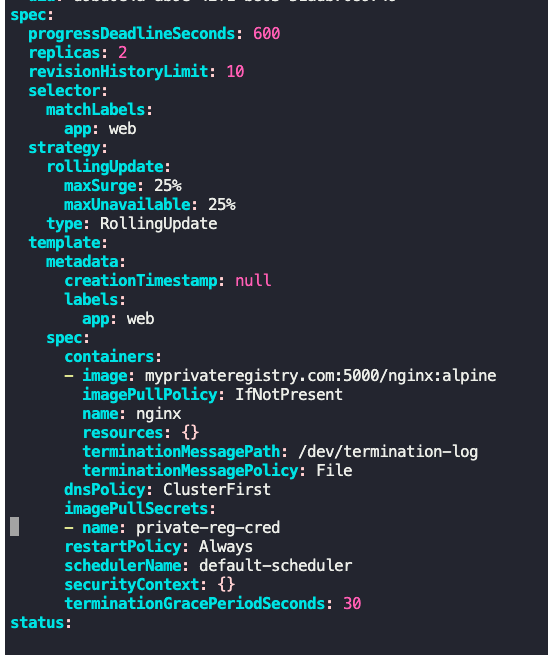 spec:
  progressDeadlineSeconds: 600
  replicas: 2
  revisionHistoryLimit: 10
  selector:
    matchLabels:
      app: web
  strategy:
    rollingUpdate:
      maxSurge: 25%
      maxUnavailable: 25%
    type: RollingUpdate
  template:
    metadata:
      creationTimestamp: null
      labels:
        app: web
    spec:
      containers:
      - image: myprivateregistry.com:5000/nginx:alpine
        imagePullPolicy: IfNotPresent
        name: nginx
        resources: {}
        terminationMessagePath: /dev/termination-log
        terminationMessagePolicy: File
      dnsPolicy: ClusterFirst
      imagePullSecrets:
      - name: private-reg-cred
      restartPolicy: Always
      schedulerName: default-scheduler
      securityContext: {}
      terminationGracePeriodSeconds: 30
status: